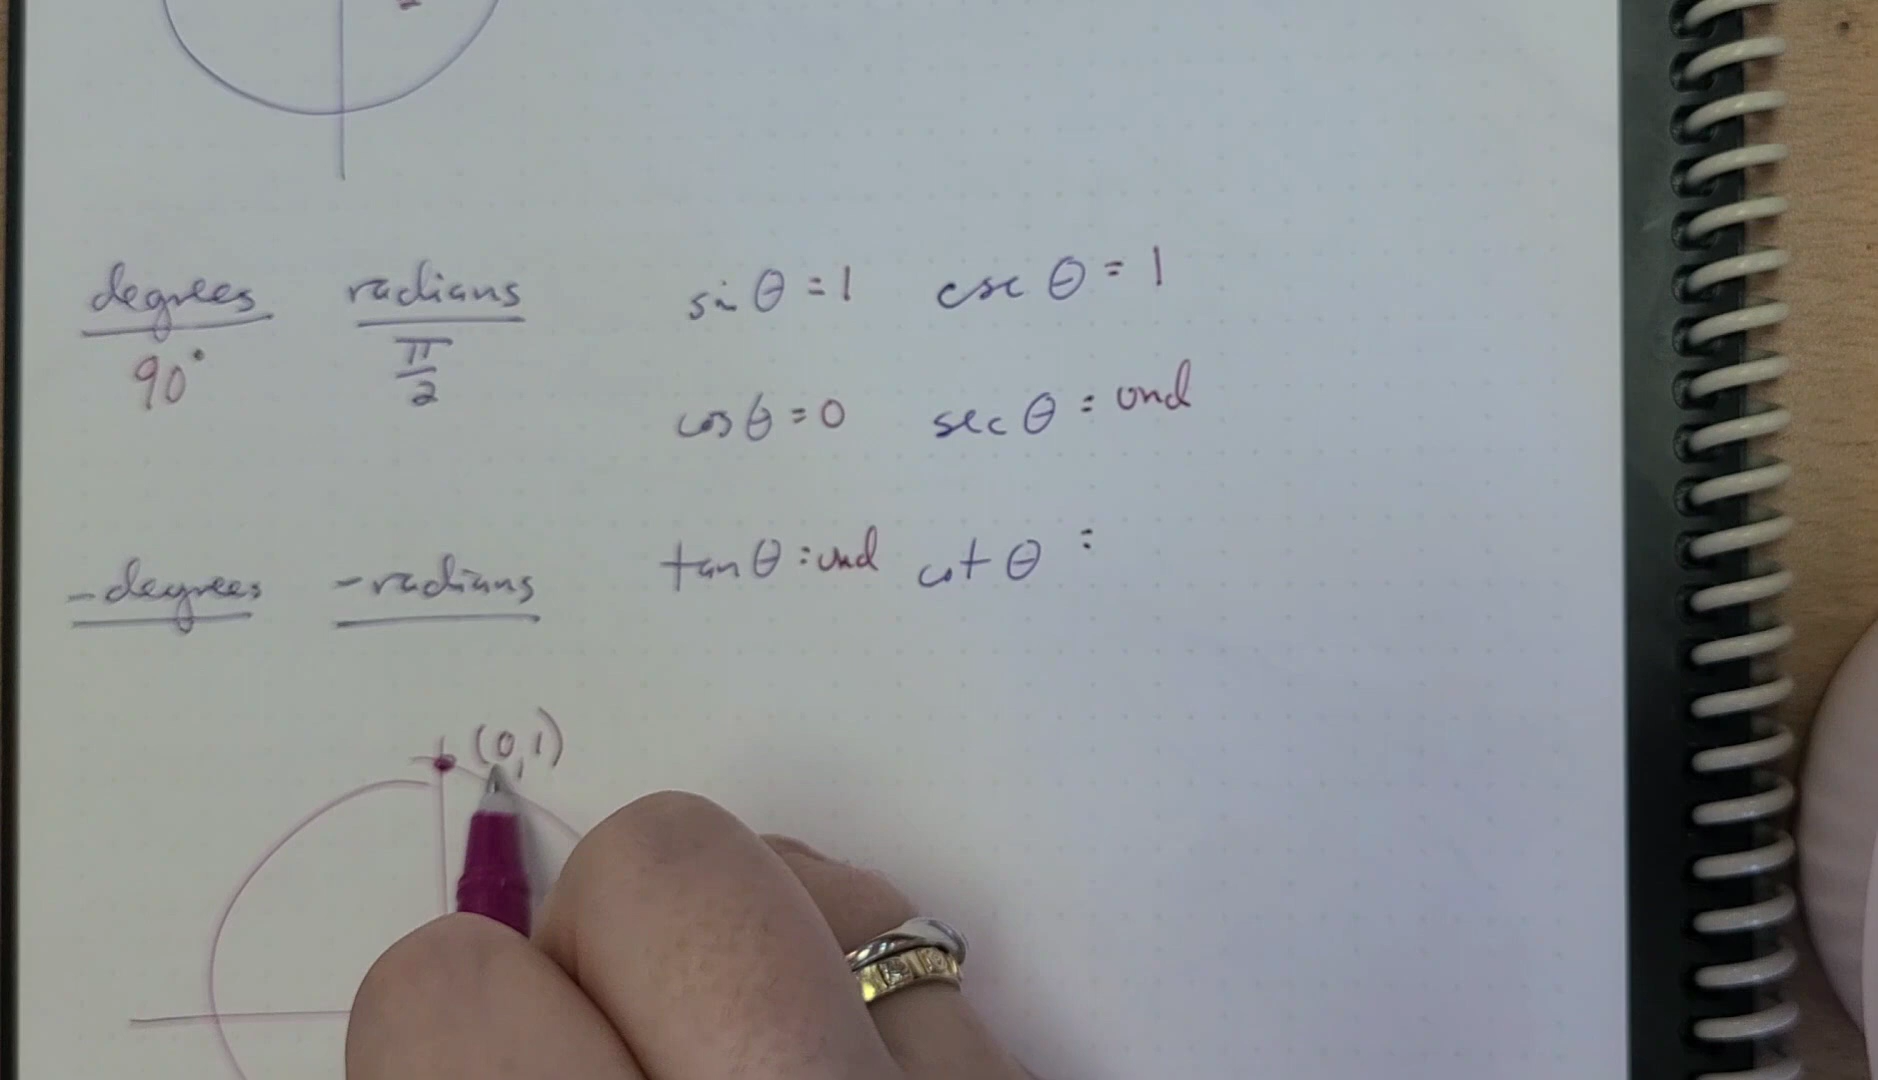 degrees radians
90° π/2
sin θ = 1 csc θ = 1
cos θ = 0 sec θ = und
tan θ = und cot θ =
-degrees -radians
(0,1)